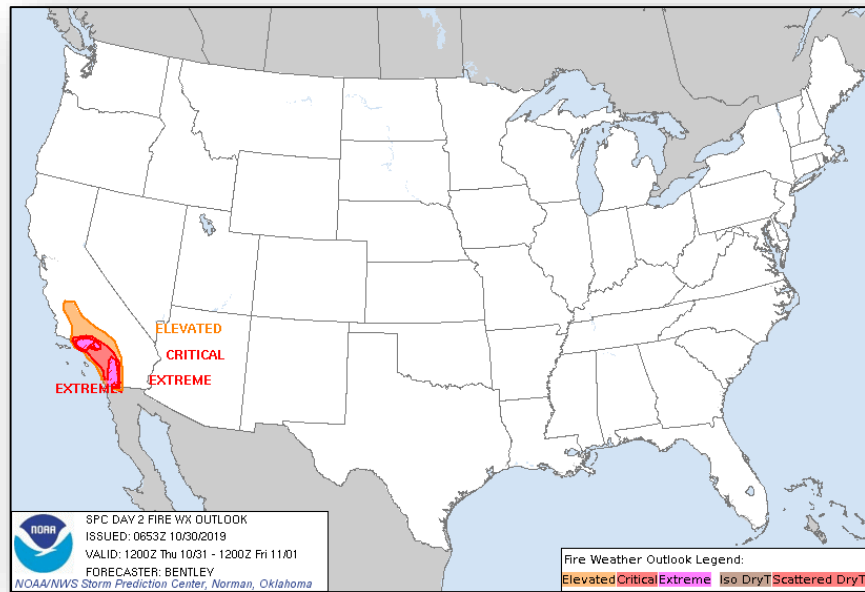 ELEVATED
CRITICAL
EXTREME
EXTREME
NOAA
SPC DAY 2 FIRE WX OUTLOOK
ISSUED: 0653Z 10/30/2019
VALID: 1200Z Thu 10/31 - 1200Z Fri 11/01
FORECASTER: BENTLEY
NOAA/NWS Storm Prediction Center, Norman, Oklahoma
Fire Weather Outlook Legend:
Elevated Critical Extreme Iso DryT Scattered DryT